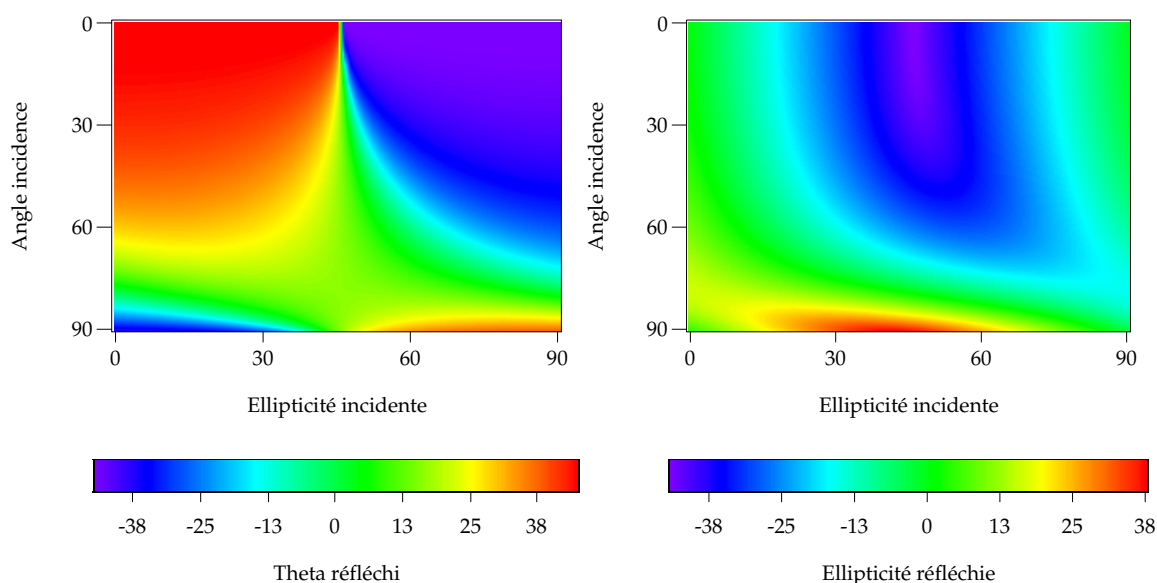 0
30
60
90
Angle incidence
0 30 60 90
Ellipticité incidente
-38 -25 -13 0 13 25 38
Theta réfléchi
0
30
60
90
Angle incidence
0 30 60 90
Ellipticité incidente
-38 -25 -13 0 13 25 38
Ellipticité réfléchie